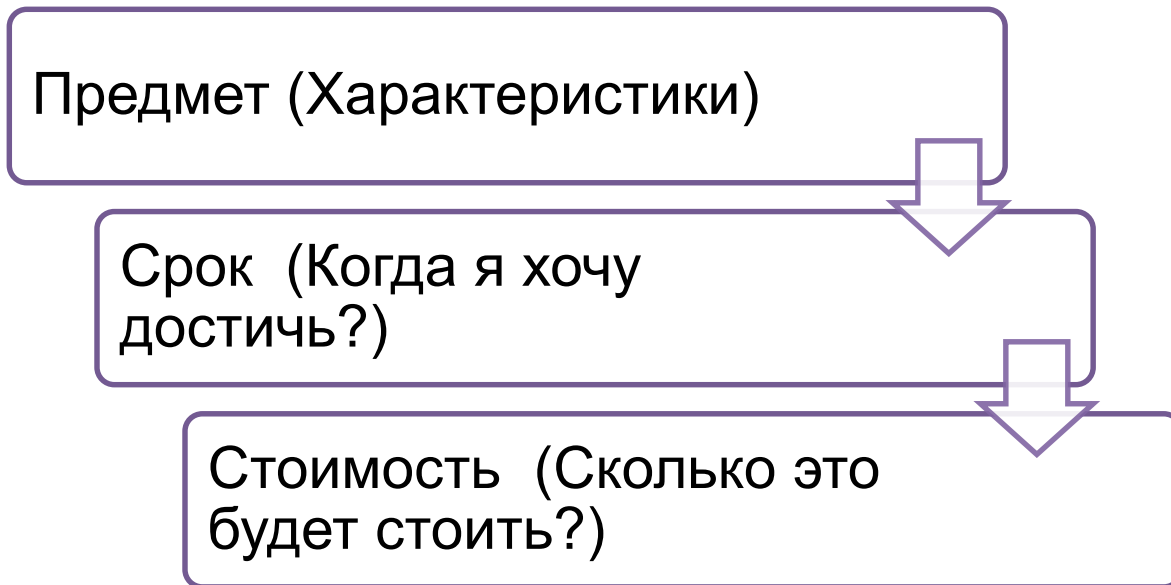 Предмет (Характеристики)
Срок  (Когда я хочу
достичь?)
Стоимость  (Сколько это
будет стоить?)